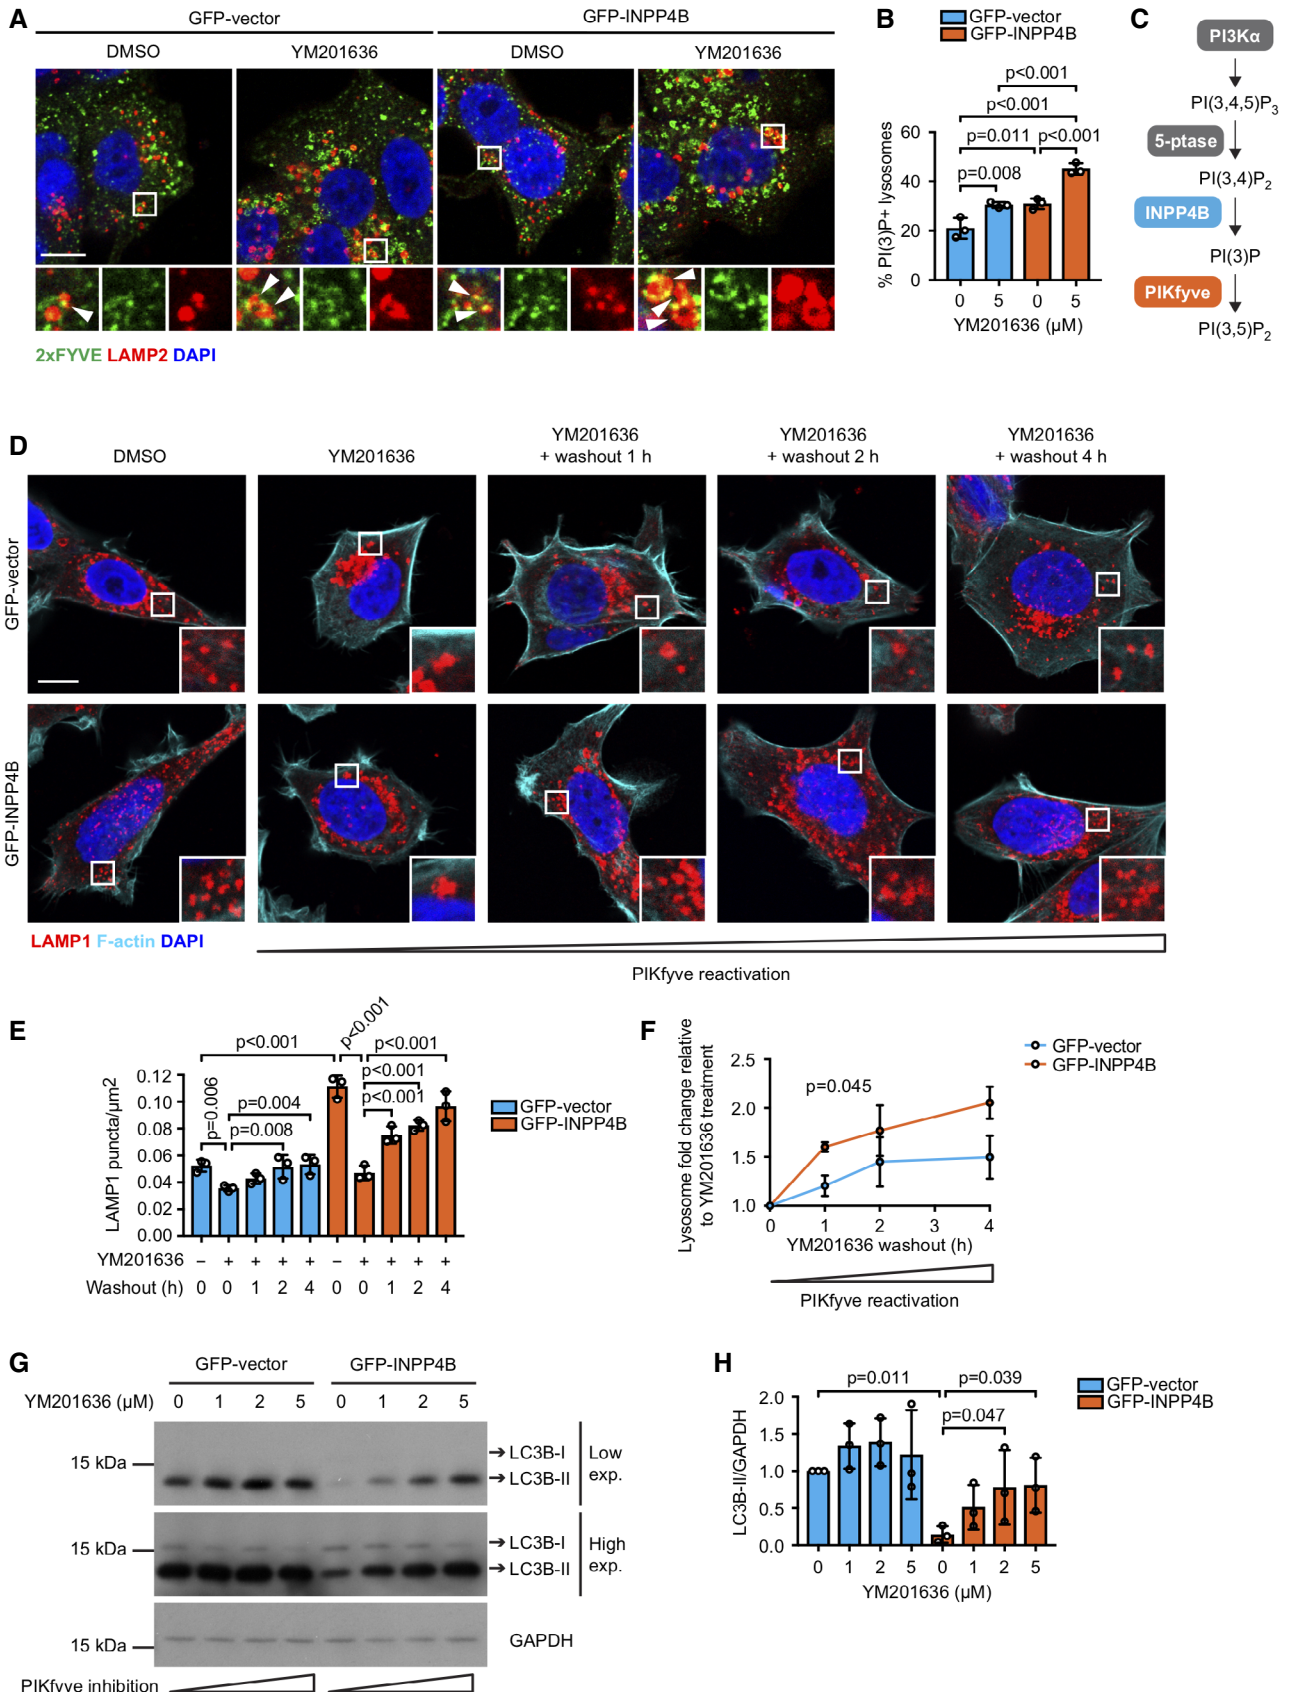 A
GFP-vector
GFP-INPP4B
DMSO
YM201636
DMSO
YM201636
2xFYVE LAMP2 DAPI
B
GFP-vector
GFP-INPP4B
p<0.001
p<0.001
p=0.011
p<0.001
p=0.008
% PI(3)P+ lysosomes
60
40
20
0
0
5
0
5
YM201636 (µM)
C
PI3Kα
PI(3,4,5)P3
5-ptase
PI(3,4)P2
INPP4B
PI(3)P
PIKfyve
PI(3,5)P2
D
DMSO
YM201636
YM201636
+ washout 1 h
YM201636
+ washout 2 h
YM201636
+ washout 4 h
GFP-vector
GFP-INPP4B
LAMP1 F-actin DAPI
PIKfyve reactivation
E
p<0.001
p<0.001
p<0.001
p=0.006
p=0.004
p=0.008
p<0.001
p<0.001
LAMP1 puncta/µm2
0.12
0.10
0.08
0.06
0.04
0.02
0.00
GFP-vector
GFP-INPP4B
YM201636 – + + + + – + + + +
Washout (h) 0 0 1 2 4 0 0 1 2 4
F
GFP-vector
GFP-INPP4B
p=0.045
Lysosome fold change relative
to YM201636 treatment
2.5
2.0
1.5
1.0
0 1 2 3 4
YM201636 washout (h)
PIKfyve reactivation
G
GFP-vector
GFP-INPP4B
YM201636 (µM) 0 1 2 5 0 1 2 5
15 kDa
LC3B-I
LC3B-II
Low
exp.
15 kDa
LC3B-I
LC3B-II
High
exp.
15 kDa
GAPDH
PIKfyve inhibition
H
GFP-vector
GFP-INPP4B
p=0.011
p=0.039
p=0.047
LC3B-II/GAPDH
2.0
1.5
1.0
0.5
0.0
0 1 2 5 0 1 2 5
YM201636 (µM)